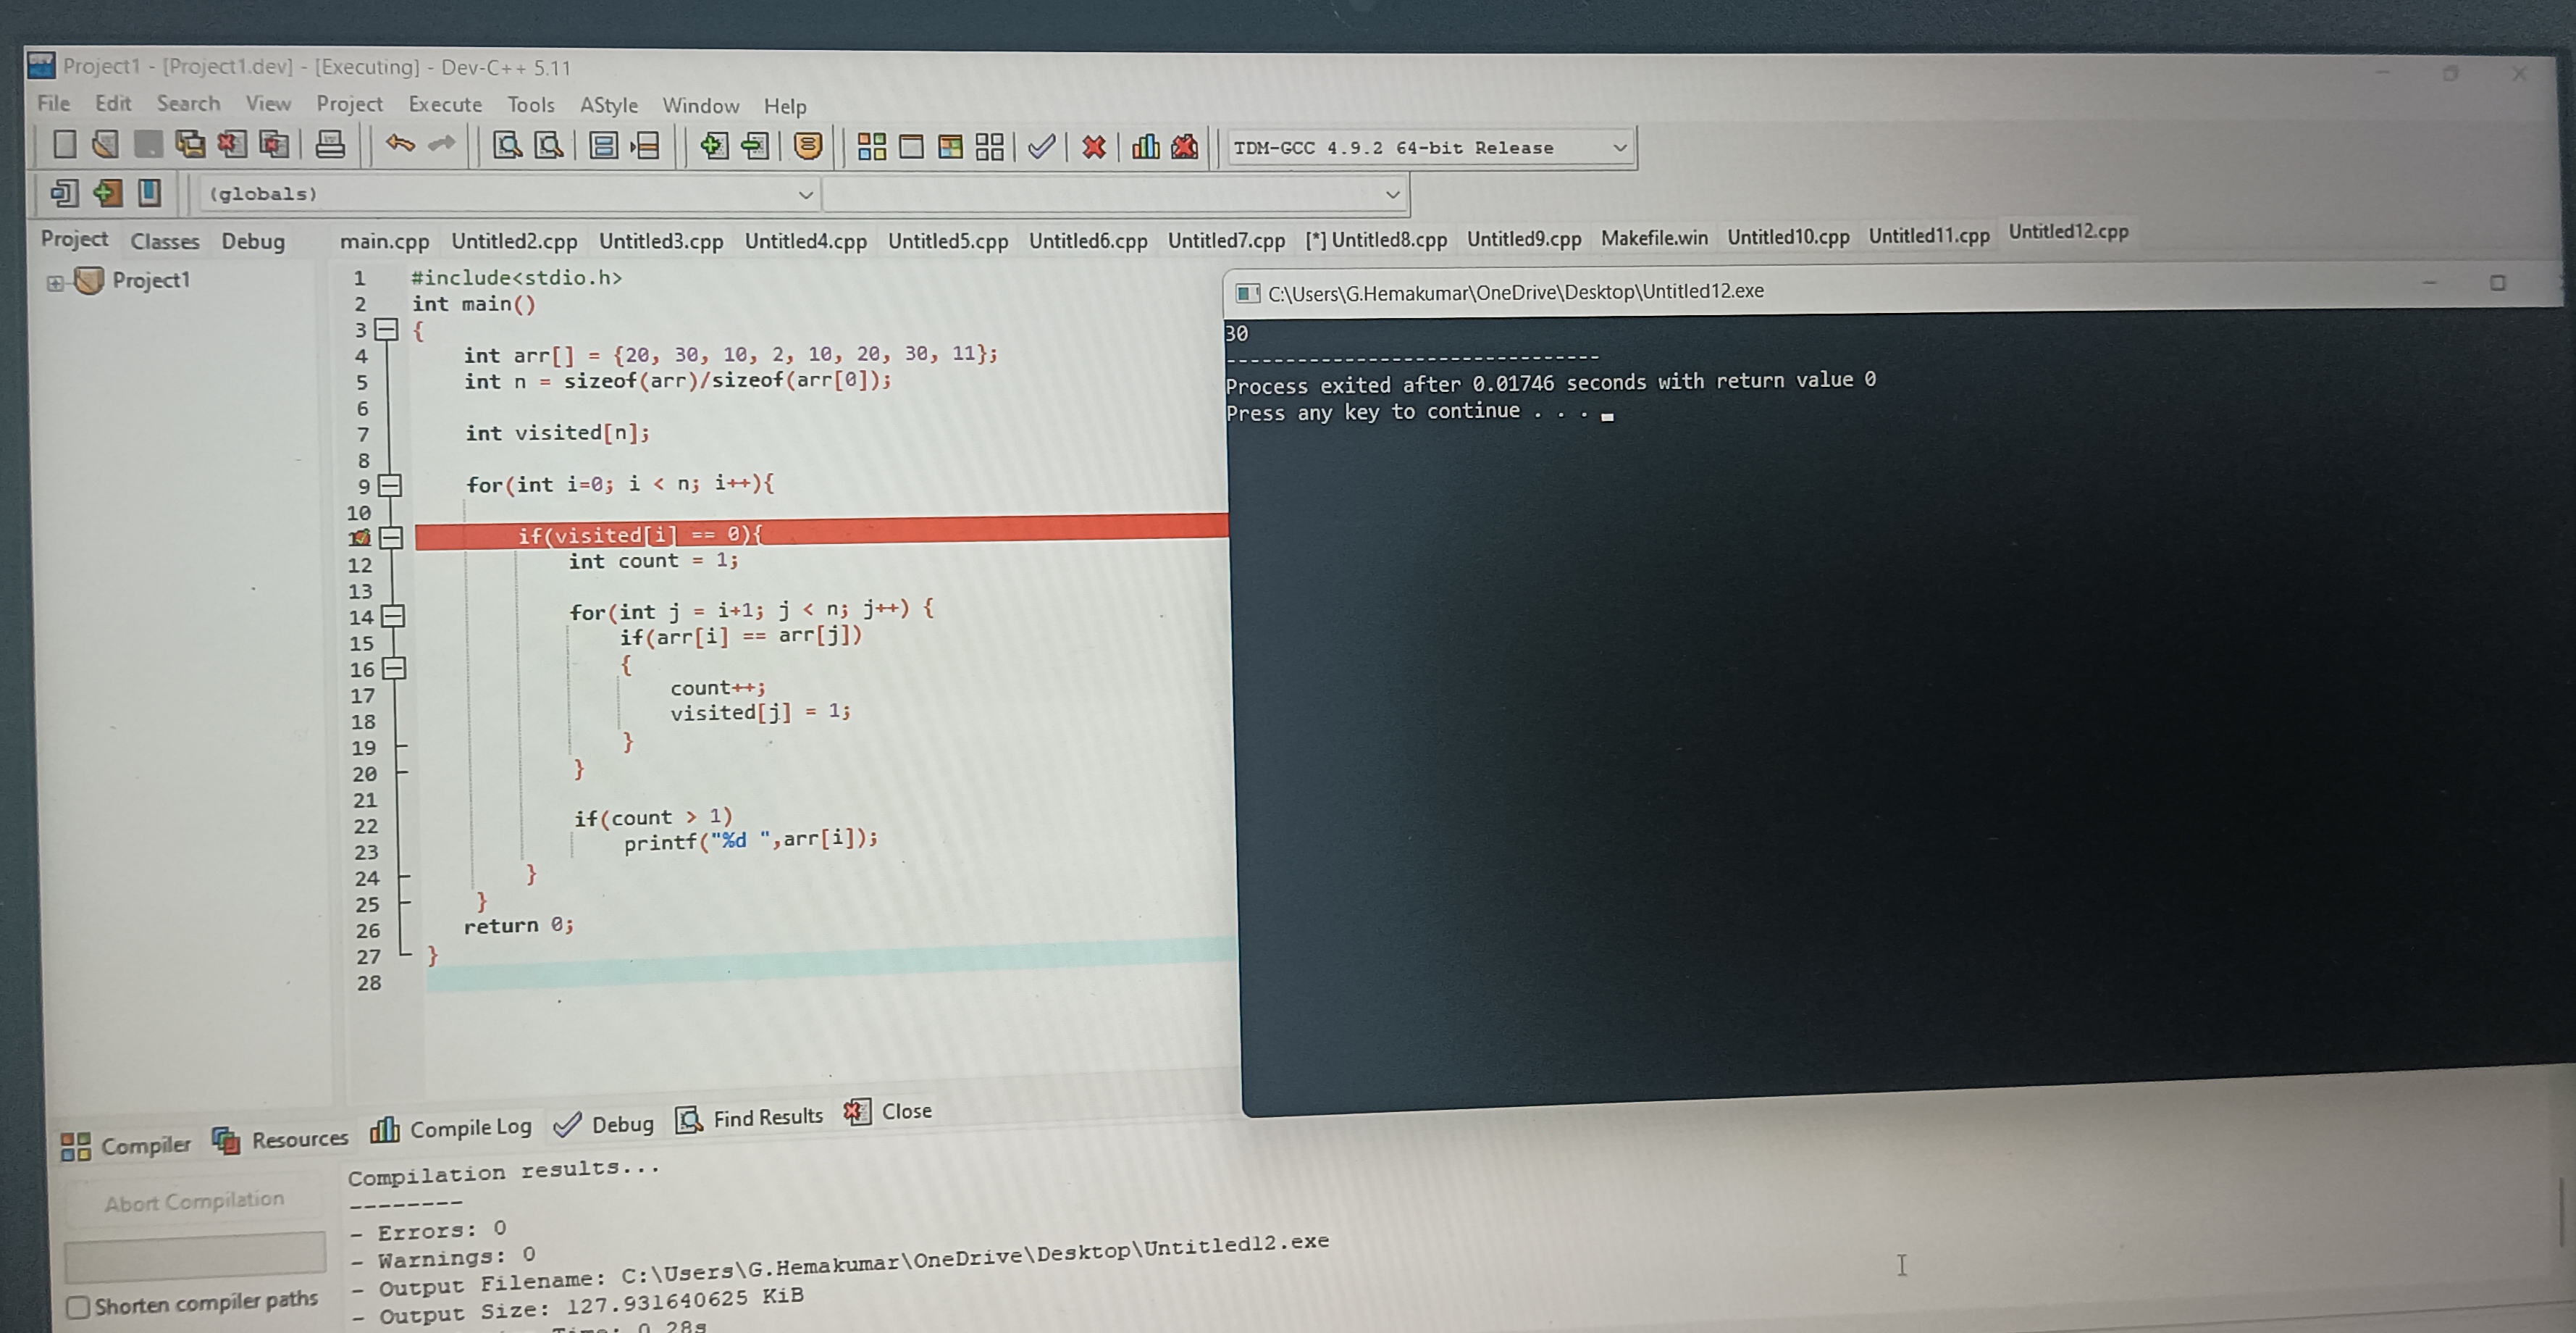 Project1 - [Project1.dev] - [Executing] - Dev-C++ 5.11
File Edit Search View Project Execute Tools AStyle Window Help
TDM-GCC 4.9.2 64-bit Release
(globals)
Project Classes Debug
main.cpp Untitled2.cpp Untitled3.cpp Untitled4.cpp Untitled5.cpp Untitled6.cpp Untitled7.cpp [*] Untitled8.cpp Untitled9.cpp Makefile.win Untitled10.cpp Untitled11.cpp Untitled12.cpp
Project1
1 #include<stdio.h>
2 int main()
3 {
4 int arr[] = {20, 30, 10, 2, 10, 20, 30, 11};
5 int n = sizeof(arr)/sizeof(arr[0]);
6
7 int visited[n];
8
9 for(int i=0; i < n; i++){
10
if(visited[i] == 0){
12 int count = 1;
13
14 for(int j = i+1; j < n; j++) {
15 if(arr[i] == arr[j])
16 {
17 count++;
18 visited[j] = 1;
19 }
20 }
21
22 if(count > 1)
23 printf("%d ",arr[i]);
24 }
25 }
26 return 0;
27 }
28
C:\Users\G.Hemakumar\OneDrive\Desktop\Untitled12.exe
30
--------------------------------
Process exited after 0.01746 seconds with return value 0
Press any key to continue . . .
Compiler Resources Compile Log Debug Find Results Close
Abort Compilation
Shorten compiler paths
Compilation results...
--------
- Errors: 0
- Warnings: 0
- Output Filename: C:\Users\G.Hemakumar\OneDrive\Desktop\Untitled12.exe
- Output Size: 127.931640625 KiB
0.28s